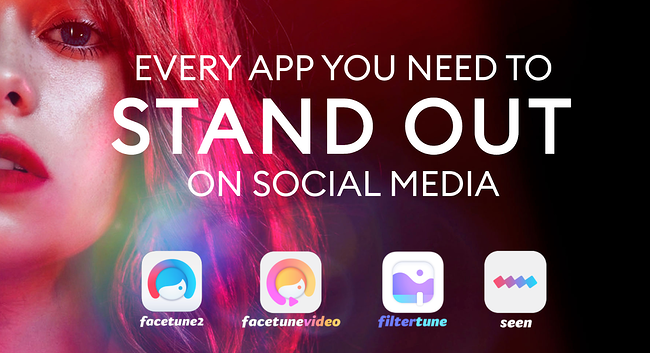 EVERY APP YOU NEED TO
STAND OUT
ON SOCIAL MEDIA
facetune2
facetunevideo
filtertune
seen